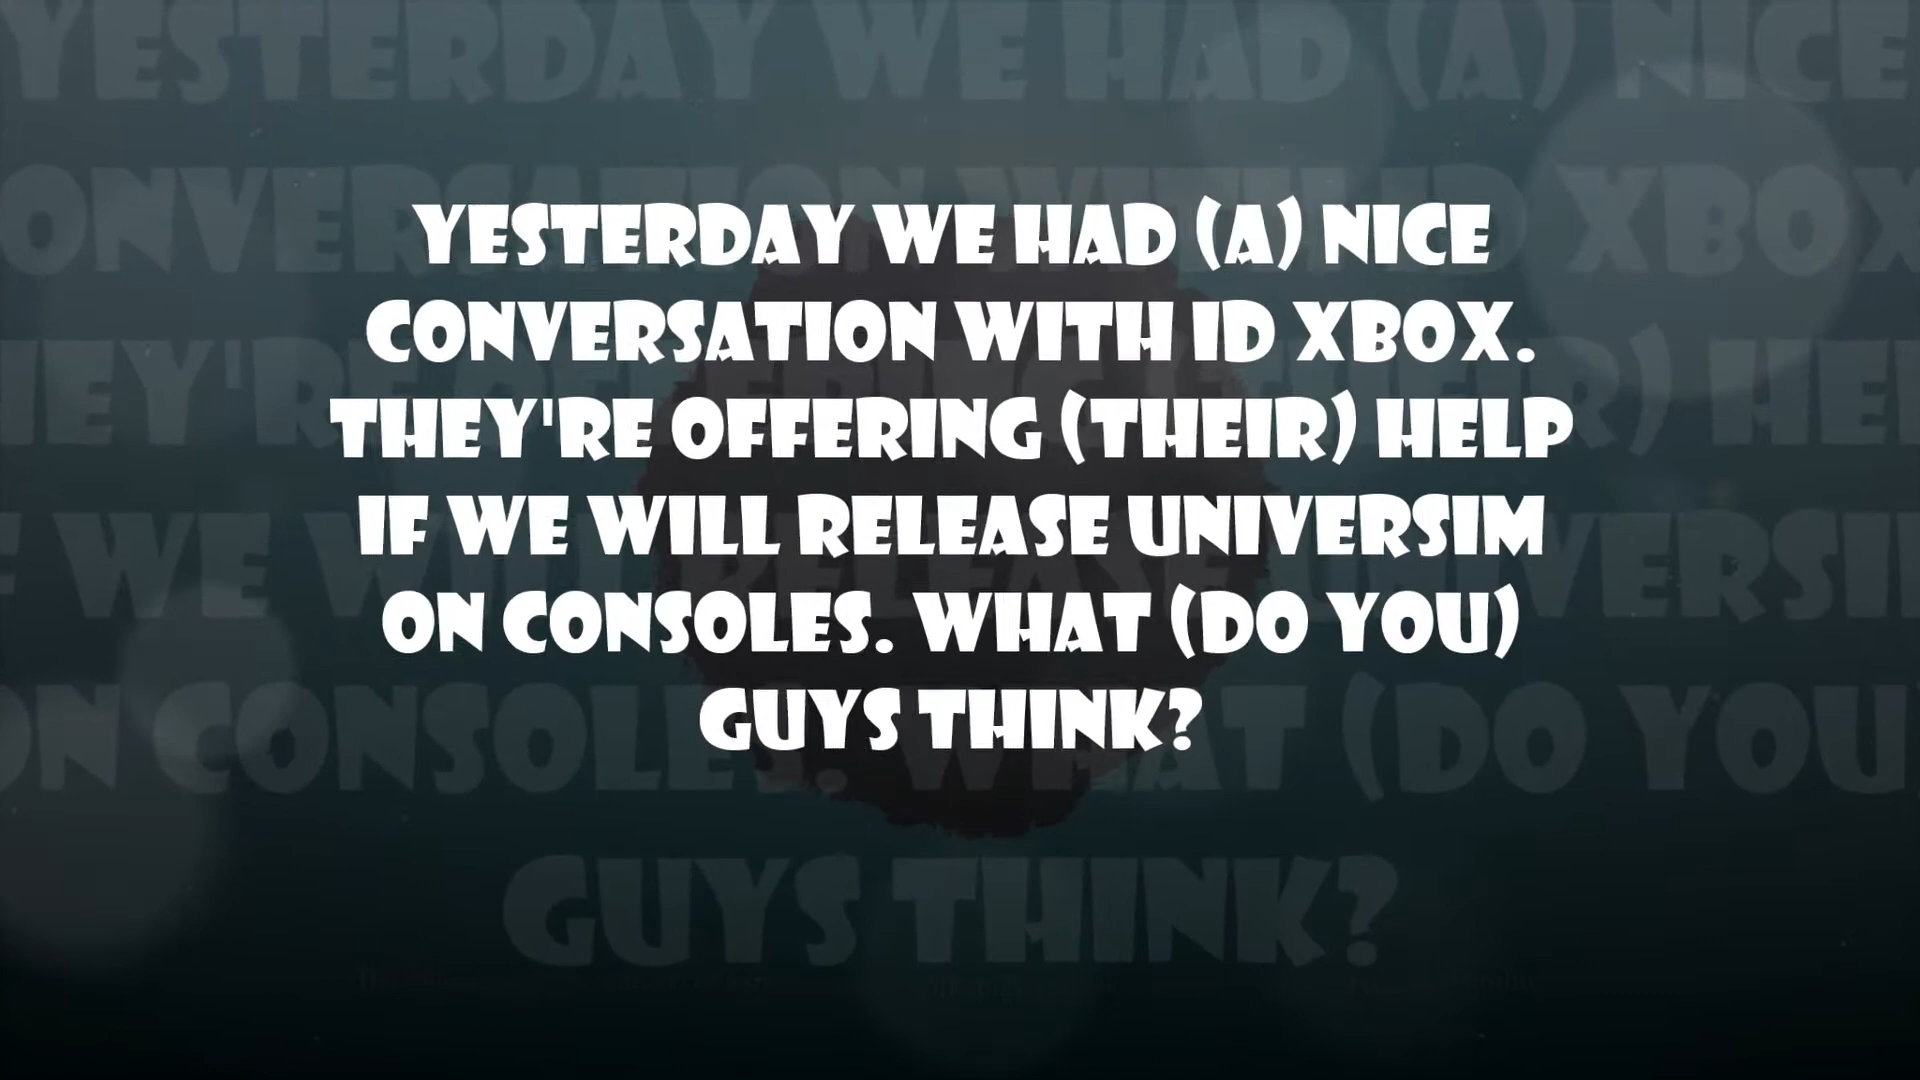 YESTERDAY WE HAD (A) NICE
CONVERSATION WITH ID XBOX.
THEY'RE OFFERING (THEIR) HELP
IF WE WILL RELEASE UNIVERSIM
ON CONSOLES. WHAT (DO YOU)
GUYS THINK?